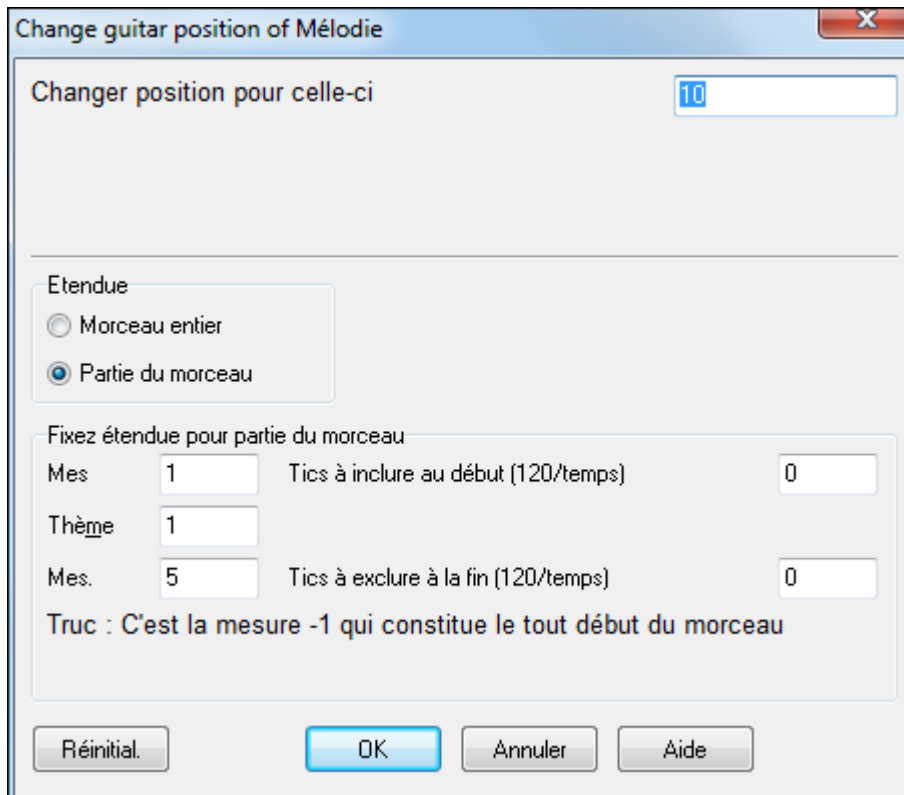 Change guitar position of Mélodie
Changer position pour celle-ci 10
Etendue
Morceau entier
Partie du morceau
Fixez étendue pour partie du morceau
Mes 1 Tics à inclure au début (120/temps) 0
Thème 1
Mes. 5 Tics à exclure à la fin (120/temps) 0
Truc : C'est la mesure -1 qui constitue le tout début du morceau
Réinitial. OK Annuler Aide